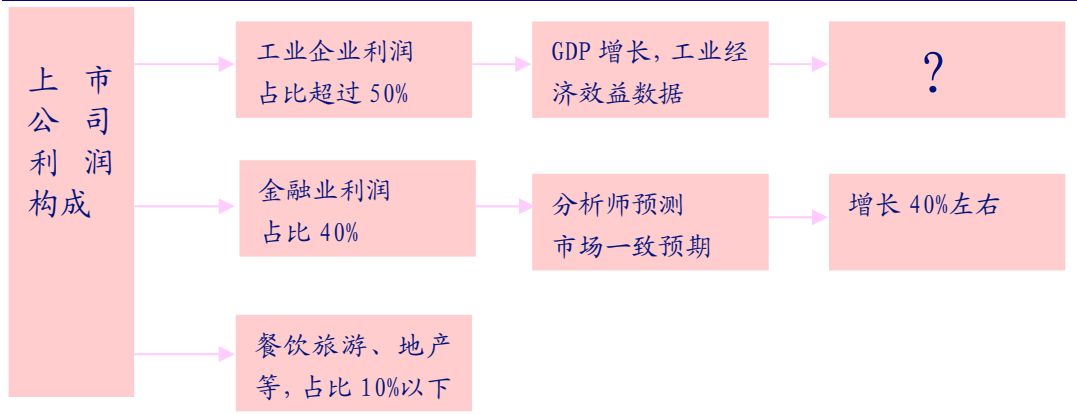 上 市
公 司
利 润
构成
工业企业利润
占比超过 50%
GDP 增长，工业经
济效益数据
？
金融业利润
占比 40%
分析师预测
市场一致预期
增长 40%左右
餐饮旅游、地产
等，占比 10%以下